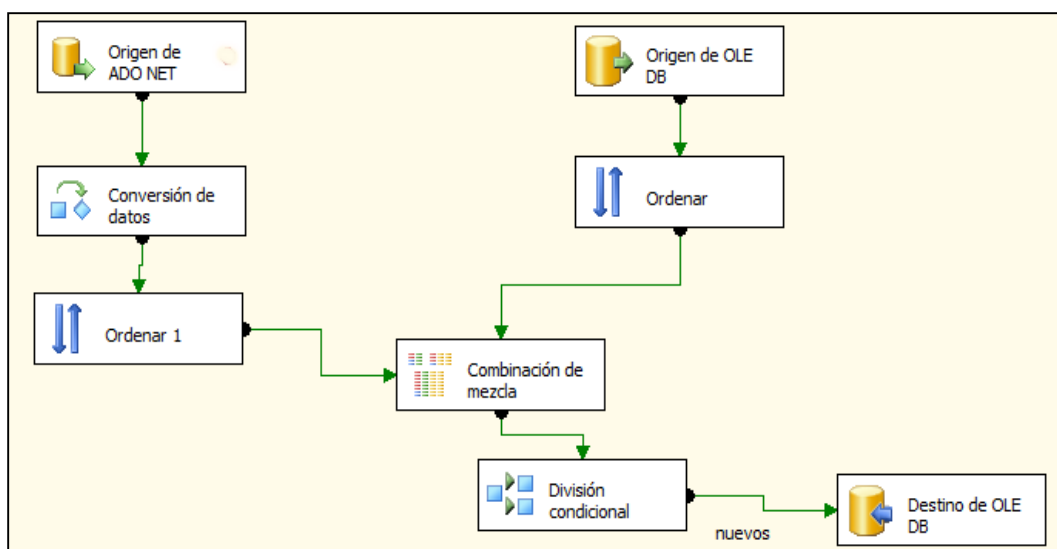 Origen de
ADO NET
Origen de OLE
DB
Conversión de
datos
Ordenar
Ordenar 1
Combinación de
mezcla
División
condicional
nuevos
Destino de OLE
DB